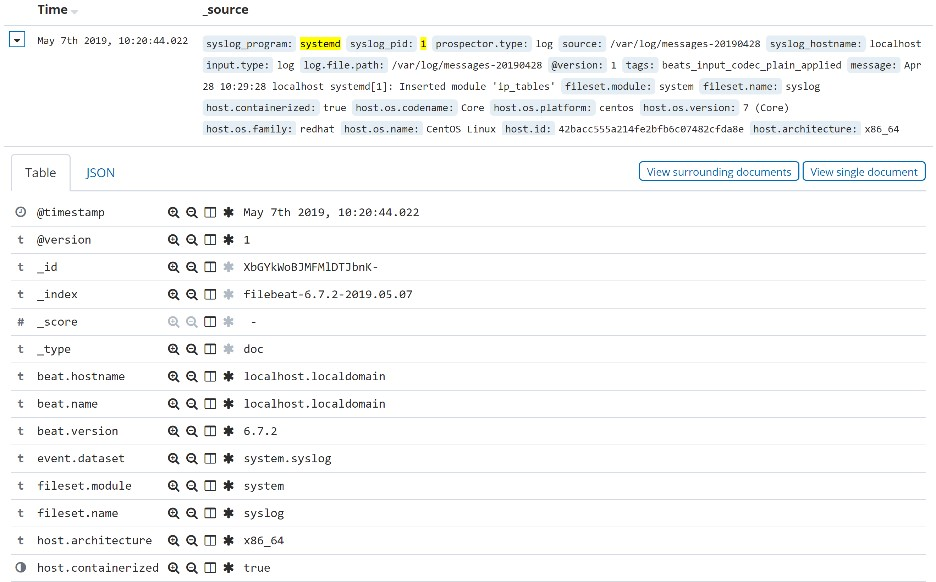 Time _source
May 7th 2019, 10:20:44.022 syslog_program: systemd syslog_pid: 1 prospector.type: log source: /var/log/messages-20190428 syslog_hostname: localhost
input.type: log log.file.path: /var/log/messages-20190428 @version: 1 tags: beats_input_codec_plain_applied message: Apr
28 10:29:28 localhost systemd[1]: Inserted module 'ip_tables' fileset.module: system fileset.name: syslog
host.containerized: true host.os.codename: Core host.os.platform: centos host.os.version: 7 (Core)
host.os.family: redhat host.os.name: CentOS Linux host.id: 42bacc555a214fe2bfb6c07482cfda8e host.architecture: x86_64
Table JSON View surrounding documents View single document
@timestamp May 7th 2019, 10:20:44.022
t @version 1
t _id XbGYkWoBJMFMlDTJbnK-
t _index filebeat-6.7.2-2019.05.07
# _score -
t _type doc
t beat.hostname localhost.localdomain
t beat.name localhost.localdomain
t beat.version 6.7.2
t event.dataset system.syslog
t fileset.module system
t fileset.name syslog
t host.architecture x86_64
host.containerized true